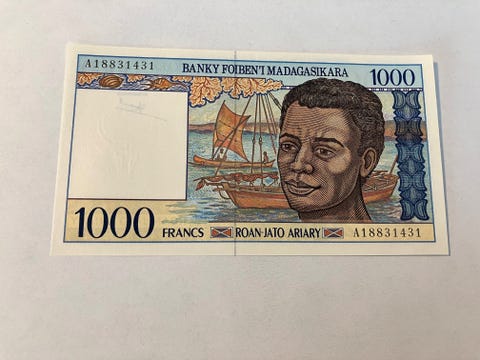 A18831431
BANKY FOIBEN'I MADAGASIKARA
1000
1000 FRANCS ROAN-JATO ARIARY A18831431